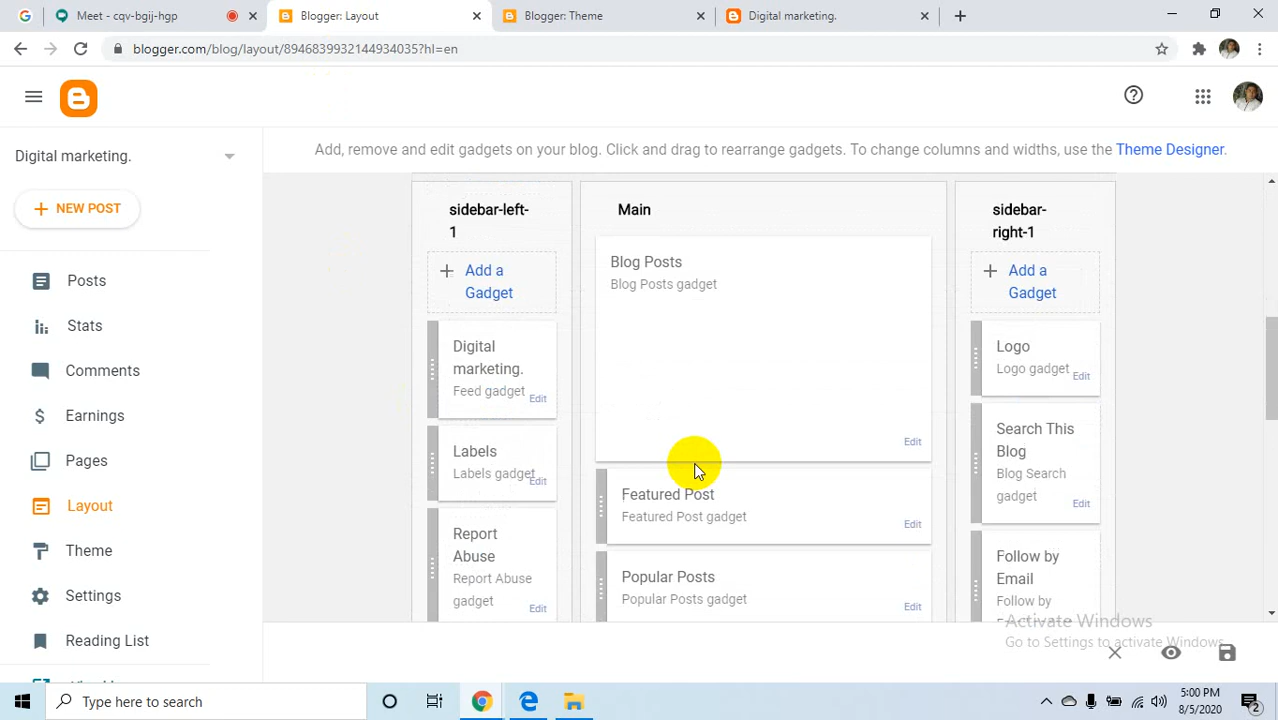 Meet - cqv-bgij-hgp
Blogger: Layout
Blogger: Theme
Digital marketing.
blogger.com/blog/layout/8946839932144934035?hl=en
Digital marketing.
Add, remove and edit gadgets on your blog. Click and drag to rearrange gadgets. To change columns and widths, use the Theme Designer.
NEW POST
Posts
Stats
Comments
Earnings
Pages
Layout
Theme
Settings
Reading List
sidebar-left-
1
Add a
Gadget
Digital
marketing.
Feed gadget
Edit
Labels
Labels gadget
Edit
Report
Abuse
Report Abuse
gadget
Edit
Main
Blog Posts
Blog Posts gadget
Edit
Featured Post
Featured Post gadget
Edit
Popular Posts
Popular Posts gadget
Edit
sidebar-
right-1
Add a
Gadget
Logo
Logo gadget
Edit
Search This
Blog
Blog Search
gadget
Edit
Follow by
Email
Follow by
Activate Windows
Go to Settings to activate Windows.
Type here to search
5:00 PM
8/5/2020
2